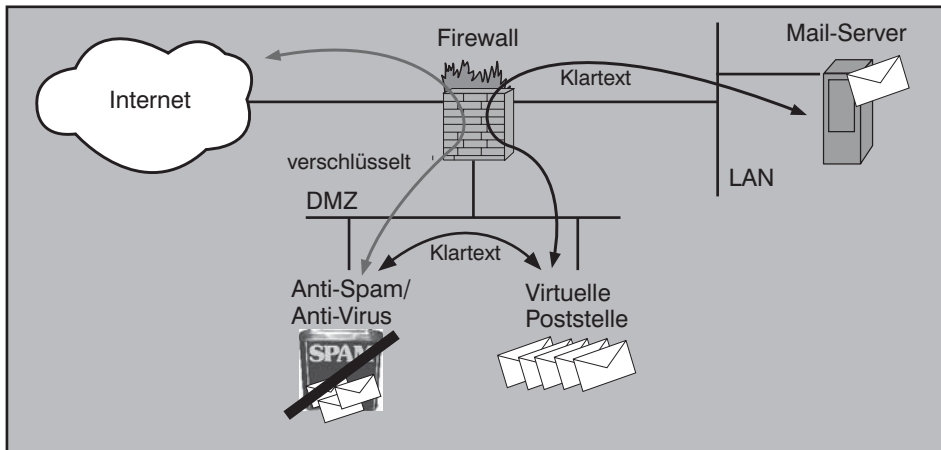 Firewall
Mail-Server
Klartext
Internet
verschlüsselt
LAN
DMZ
Klartext
Anti-Spam/
Anti-Virus
Virtuelle
Poststelle
SPAM